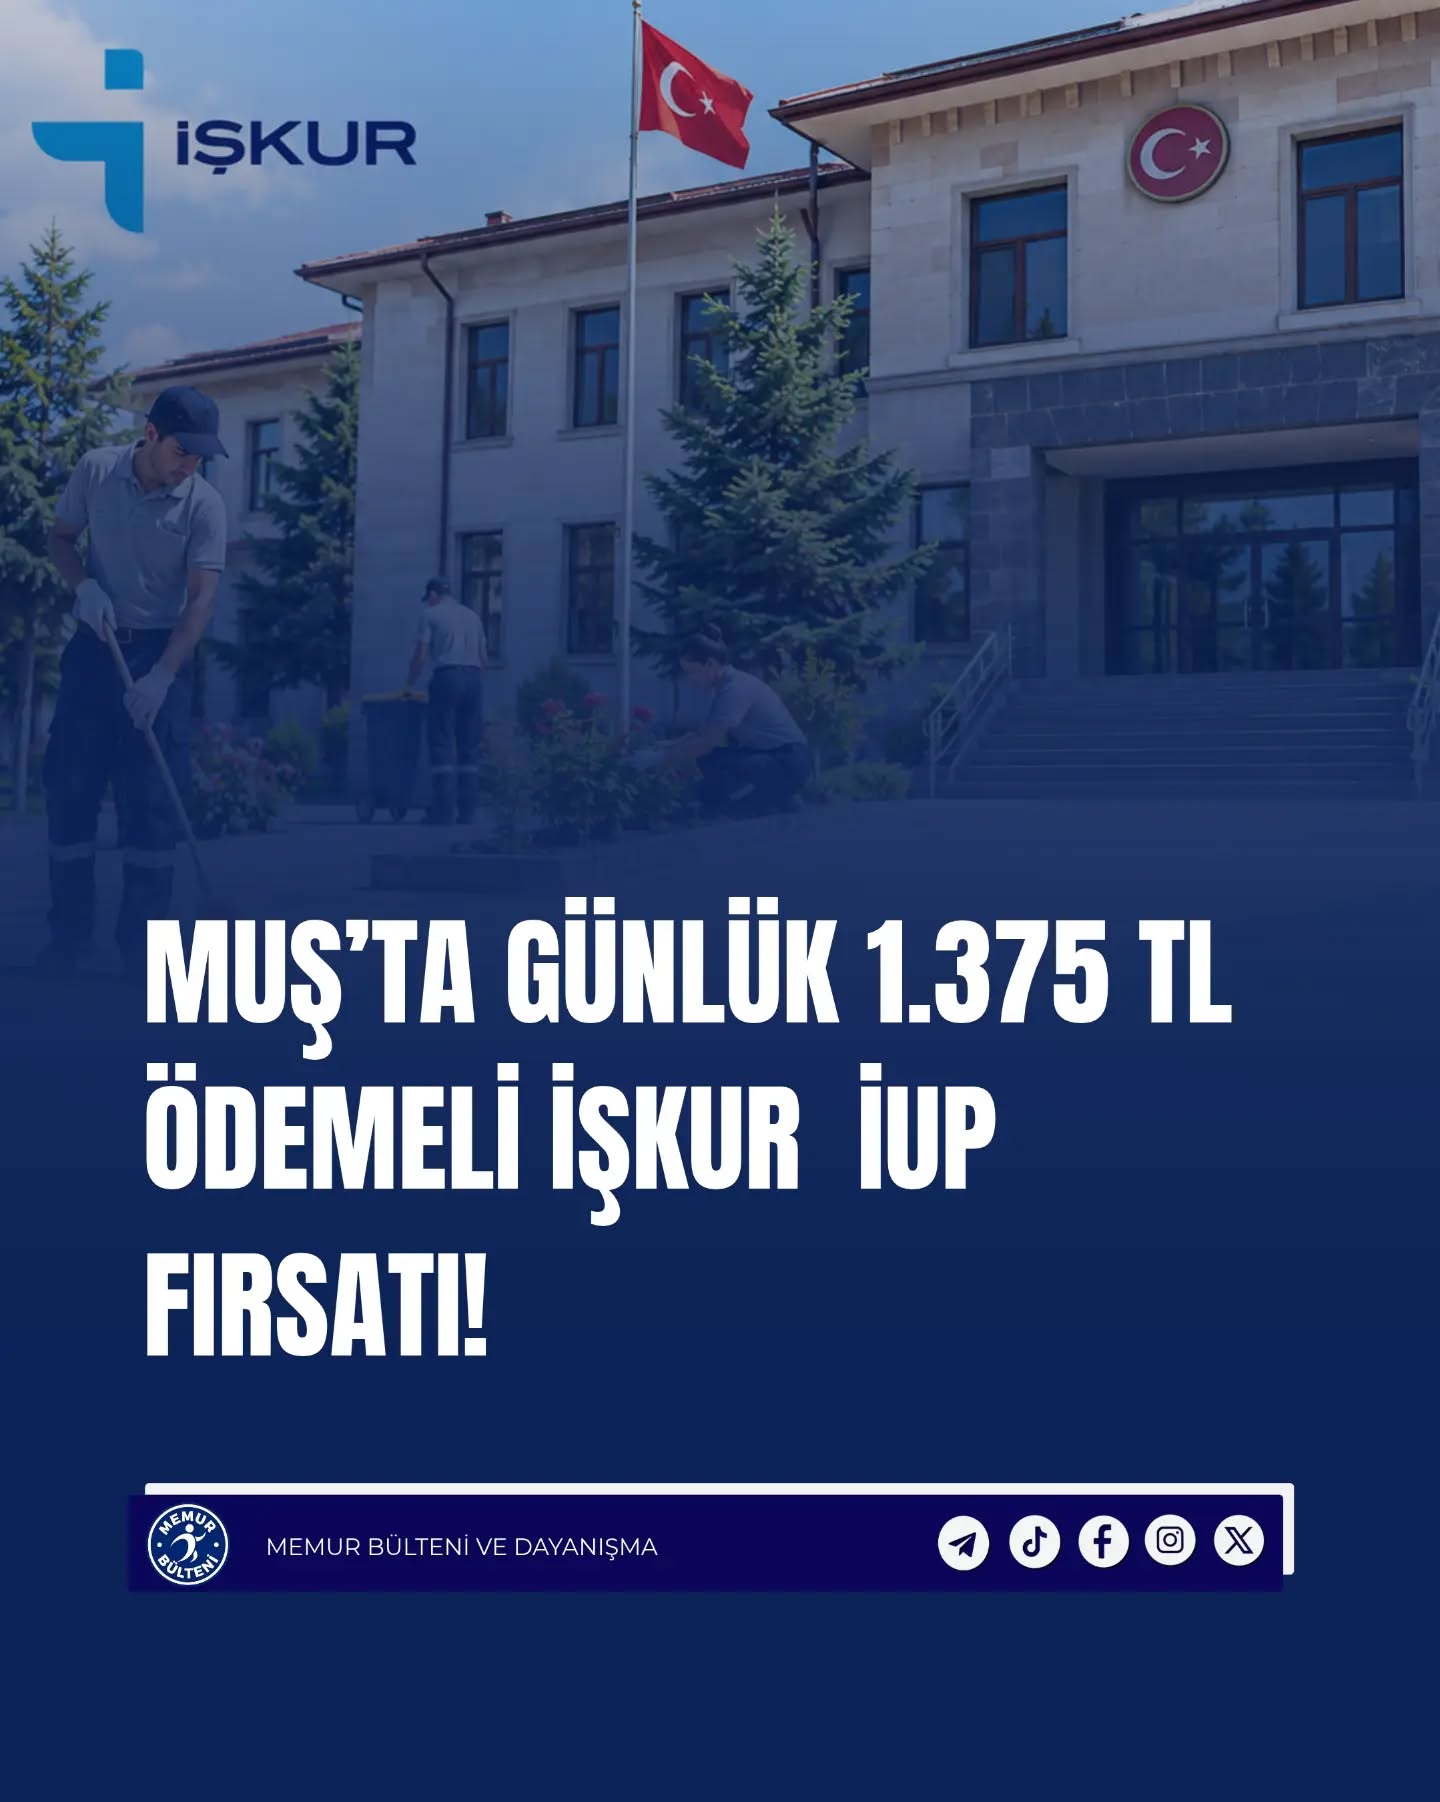 İŞKUR
MUŞ'TA GÜNLÜK 1.375 TL
ÖDEMELİ İŞKUR İUP
FIRSATI!
MEMUR
BÜLTENİ
MEMUR BÜLTENİ VE DAYANIŞMA